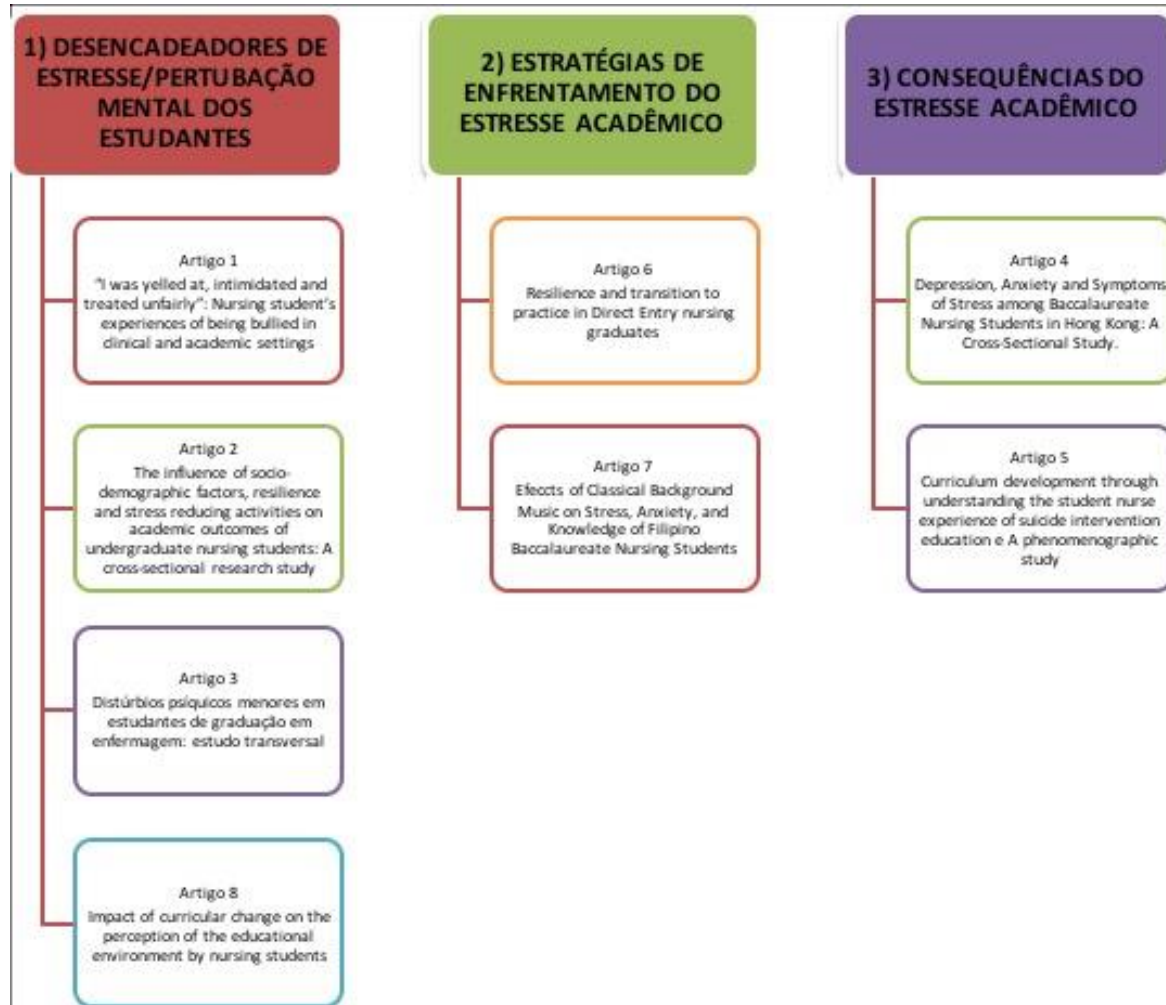 1) DESENCADEADORES DE
ESTRESSE/PERTUBAÇÃO
MENTAL DOS
ESTUDANTES
Artigo 1
"I was yelled at, intimidated and
treated unfairly": Nursing student's
experiences of being bullied in
clinical and academic settings
Artigo 2
The influence of socio-
demographic factors, resilience
and stress reducing activities on
academic outcomes of
undergraduate nursing students: A
cross-sectional research study
Artigo 3
Distúrbios psíquicos menores em
estudantes de graduação em
enfermagem: estudo transversal
Artigo 8
Impact of curricular change on the
perception of the educational
environment by nursing students
2) ESTRATÉGIAS DE
ENFRENTAMENTO DO
ESTRESSE ACADÊMICO
Artigo 6
Resilience and transition to
practice in Direct Entry nursing
graduates
Artigo 7
Efeccts of Classical Background
Music on Stress, Anxiety, and
Knowledge of Filipino
Baccalaureate Nursing Students
3) CONSEQUÊNCIAS DO
ESTRESSE ACADÊMICO
Artigo 4
Depression, Anxiety and Symptoms
of Stress among Baccalaureate
Nursing Students in Hong Kong: A
Cross-Sectional Study.
Artigo 5
Curriculum development through
understanding the student nurse
experience of suicide intervention
education e A phenomenographic
study